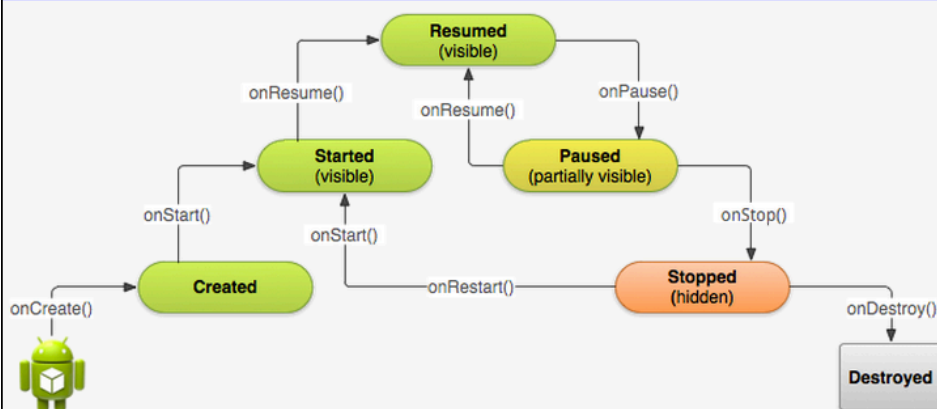 Resumed
(visible)
onResume()
onResume()
onPause()
Started
(visible)
Paused
(partially visible)
onStart()
onStart()
onStop()
Created
onRestart()
Stopped
(hidden)
onCreate()
onDestroy()
Destroyed